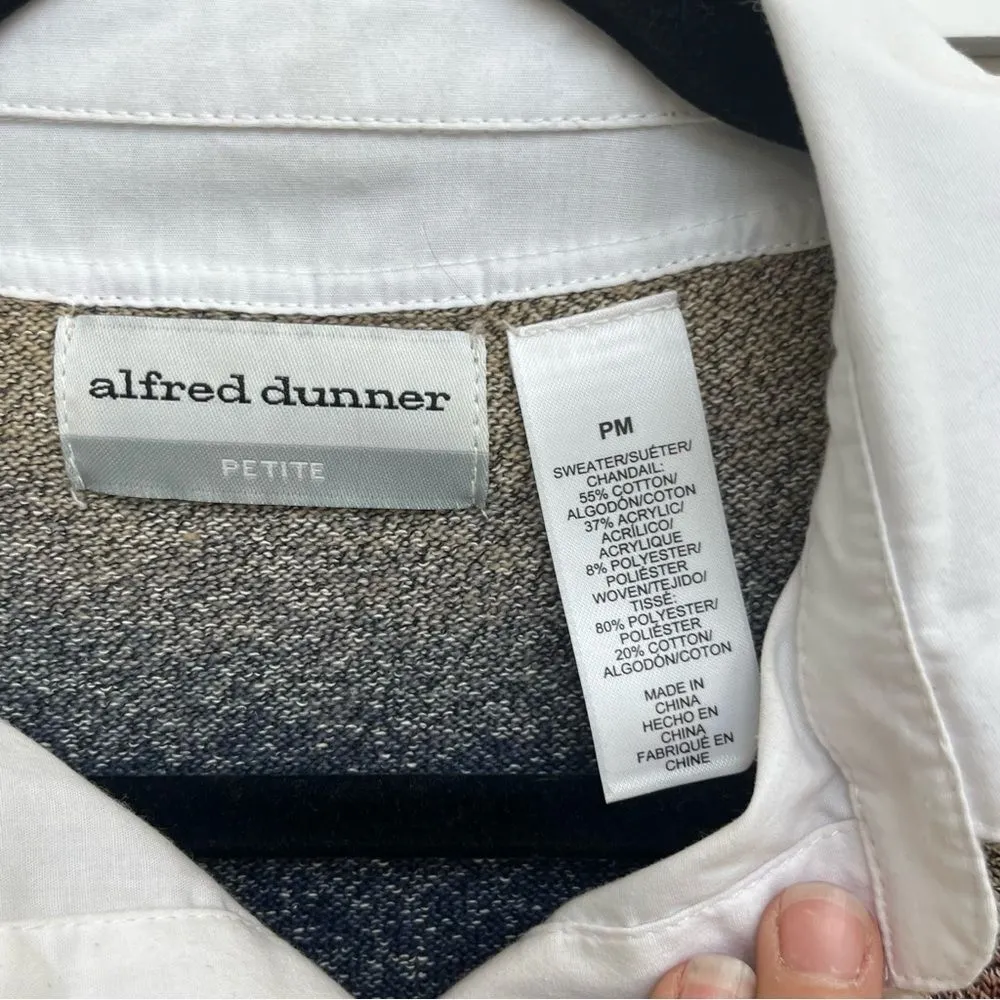 alfred dunner
PETITE
PM
SWEATER/SUÉTER/
CHANDAIL:
55% COTTON/
ALGODÓN/COTON
37% ACRYLIC/
ACRÍLICO/
ACRYLIQUE
8% POLYESTER/
POLIÉSTER
WOVEN/TEJIDO/
TISSÉ:
80% POLYESTER/
POLIÉSTER
20% COTTON/
ALGODÓN/COTON
MADE IN
CHINA
HECHO EN
CHINA
FABRIQUÉ EN
CHINE